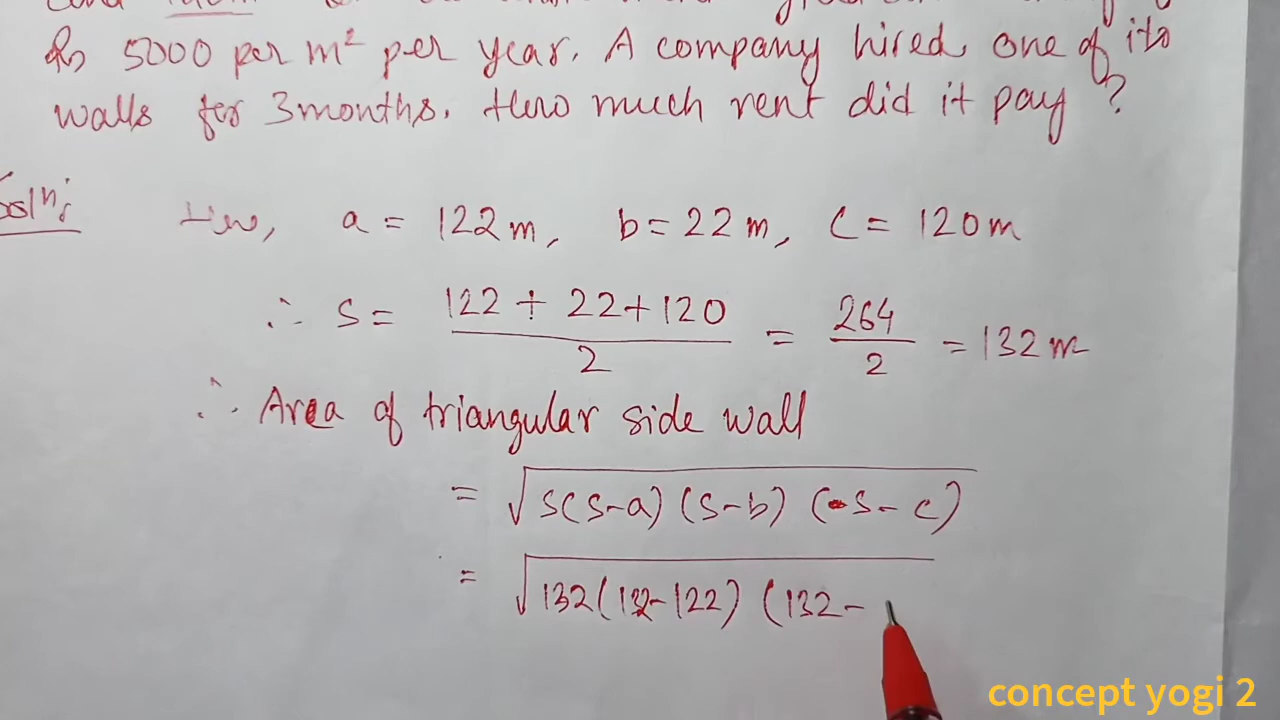 Rs 5000 per m² per year. A company hired one of its
walls for 3 months. How much rent did it pay ?
Solⁿ:
Here, a = 122 m, b = 22 m, c = 120 m
∴ s = (122 + 22 + 120)/2 = 264/2 = 132 m
∴ Area of triangular side wall
= √s(s-a) (s-b) (s-c)
= √132(132-122) (132-
concept yogi 2